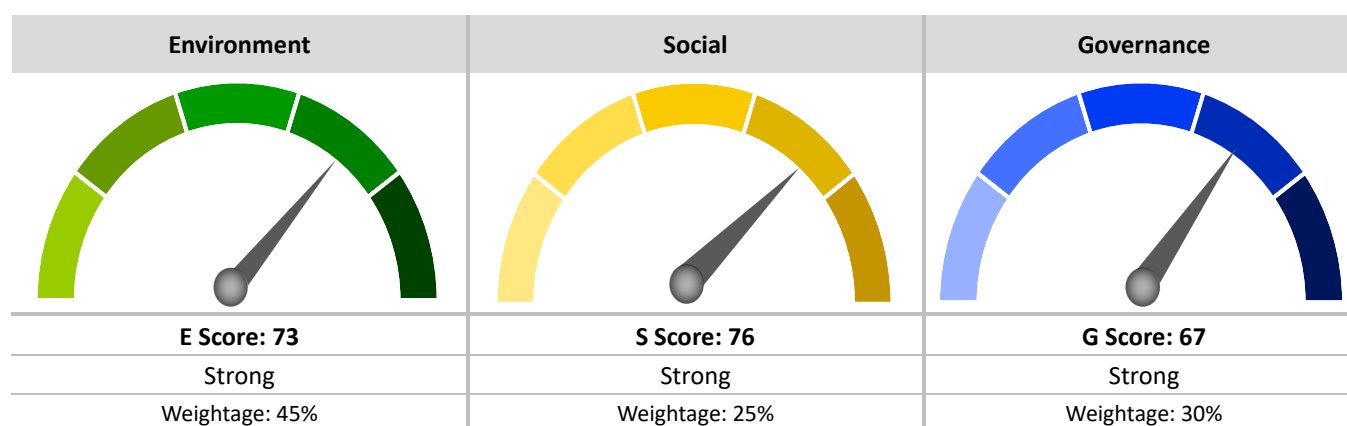 Environment
Social
Governance
E Score: 73
S Score: 76
G Score: 67
Strong
Strong
Strong
Weightage: 45%
Weightage: 25%
Weightage: 30%